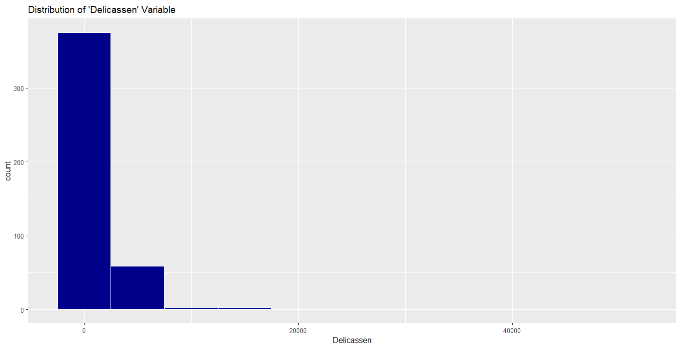 Distribution of 'Delicassen' Variable
count
300
200
100
0
0 20000 40000
Delicassen